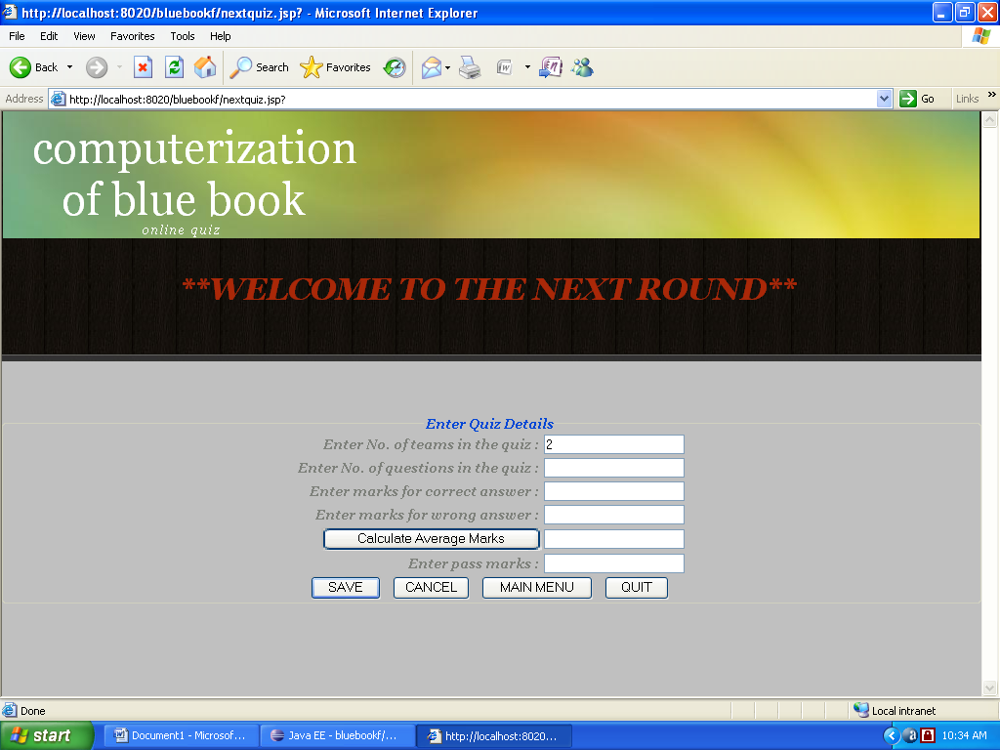 http://localhost:8020/bluebookf/nextquiz.jsp? - Microsoft Internet Explorer
File Edit View Favorites Tools Help
Back Search Favorites
Address http://localhost:8020/bluebookf/nextquiz.jsp? Go Links »
computerization
of blue book
online quiz
**WELCOME TO THE NEXT ROUND**
Enter Quiz Details
Enter No. of teams in the quiz : 2
Enter No. of questions in the quiz :
Enter marks for correct answer :
Enter marks for wrong answer :
Calculate Average Marks
Enter pass marks :
SAVE CANCEL MAIN MENU QUIT
Done Local intranet
start Document1 - Microsof... Java EE - bluebookf/... http://localhost:8020... 10:34 AM